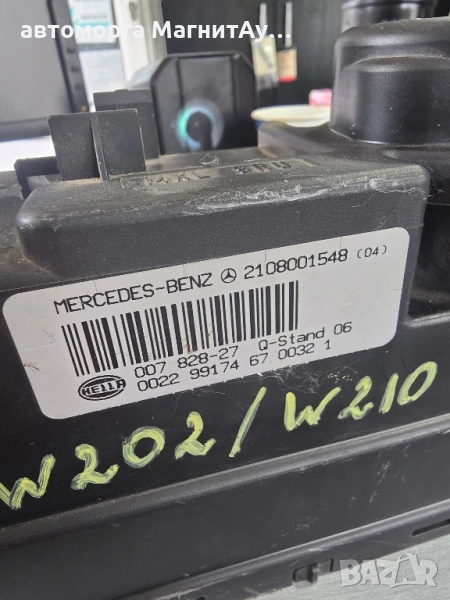 автоморга МагнитАу...
MERCEDES-BENZ 2108001548 (04)
007 828-27 Q-Stand 06
0022 99174 67 0032 1
HELLA
W202/W210
BAZAR